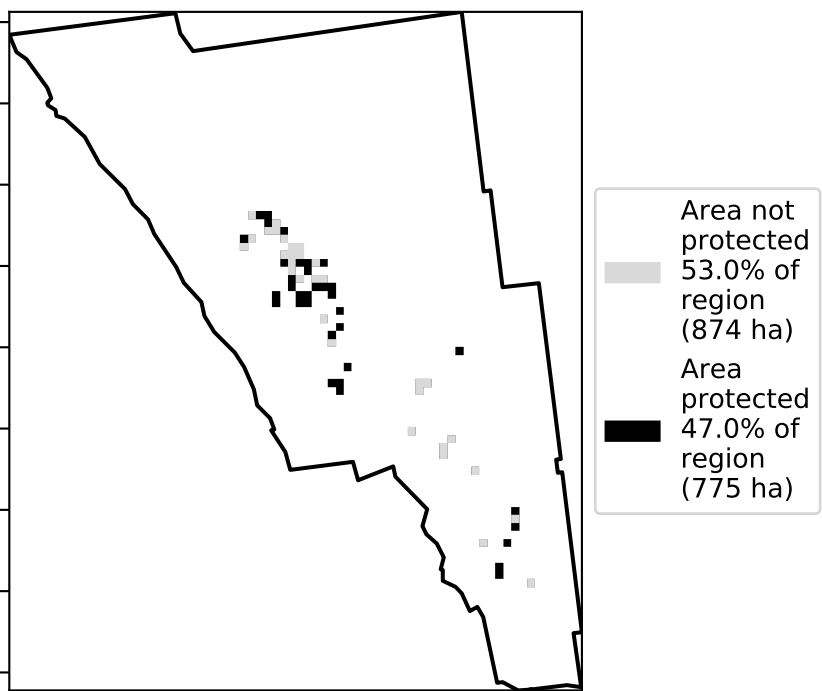 Area not
protected
53.0% of
region
(874 ha)
Area
protected
47.0% of
region
(775 ha)